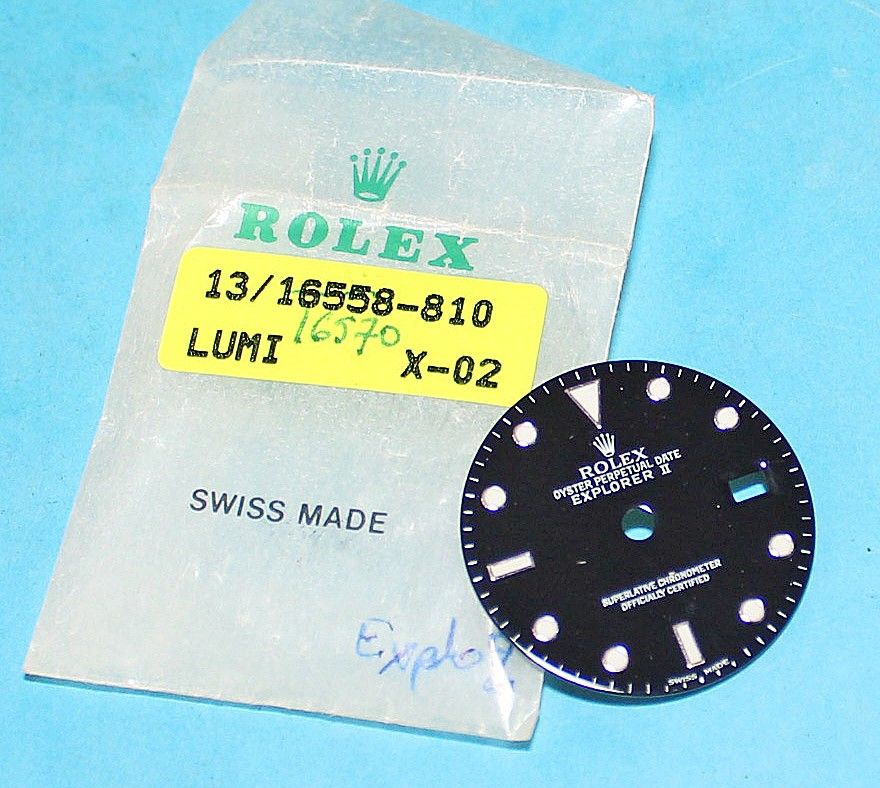 ROLEX
13/16558-810
16570
LUMI X-02
SWISS MADE
ROLEX
OYSTER PERPETUAL DATE
EXPLORER II
SUPERLATIVE CHRONOMETER
OFFICIALLY CERTIFIED
SWISS MADE